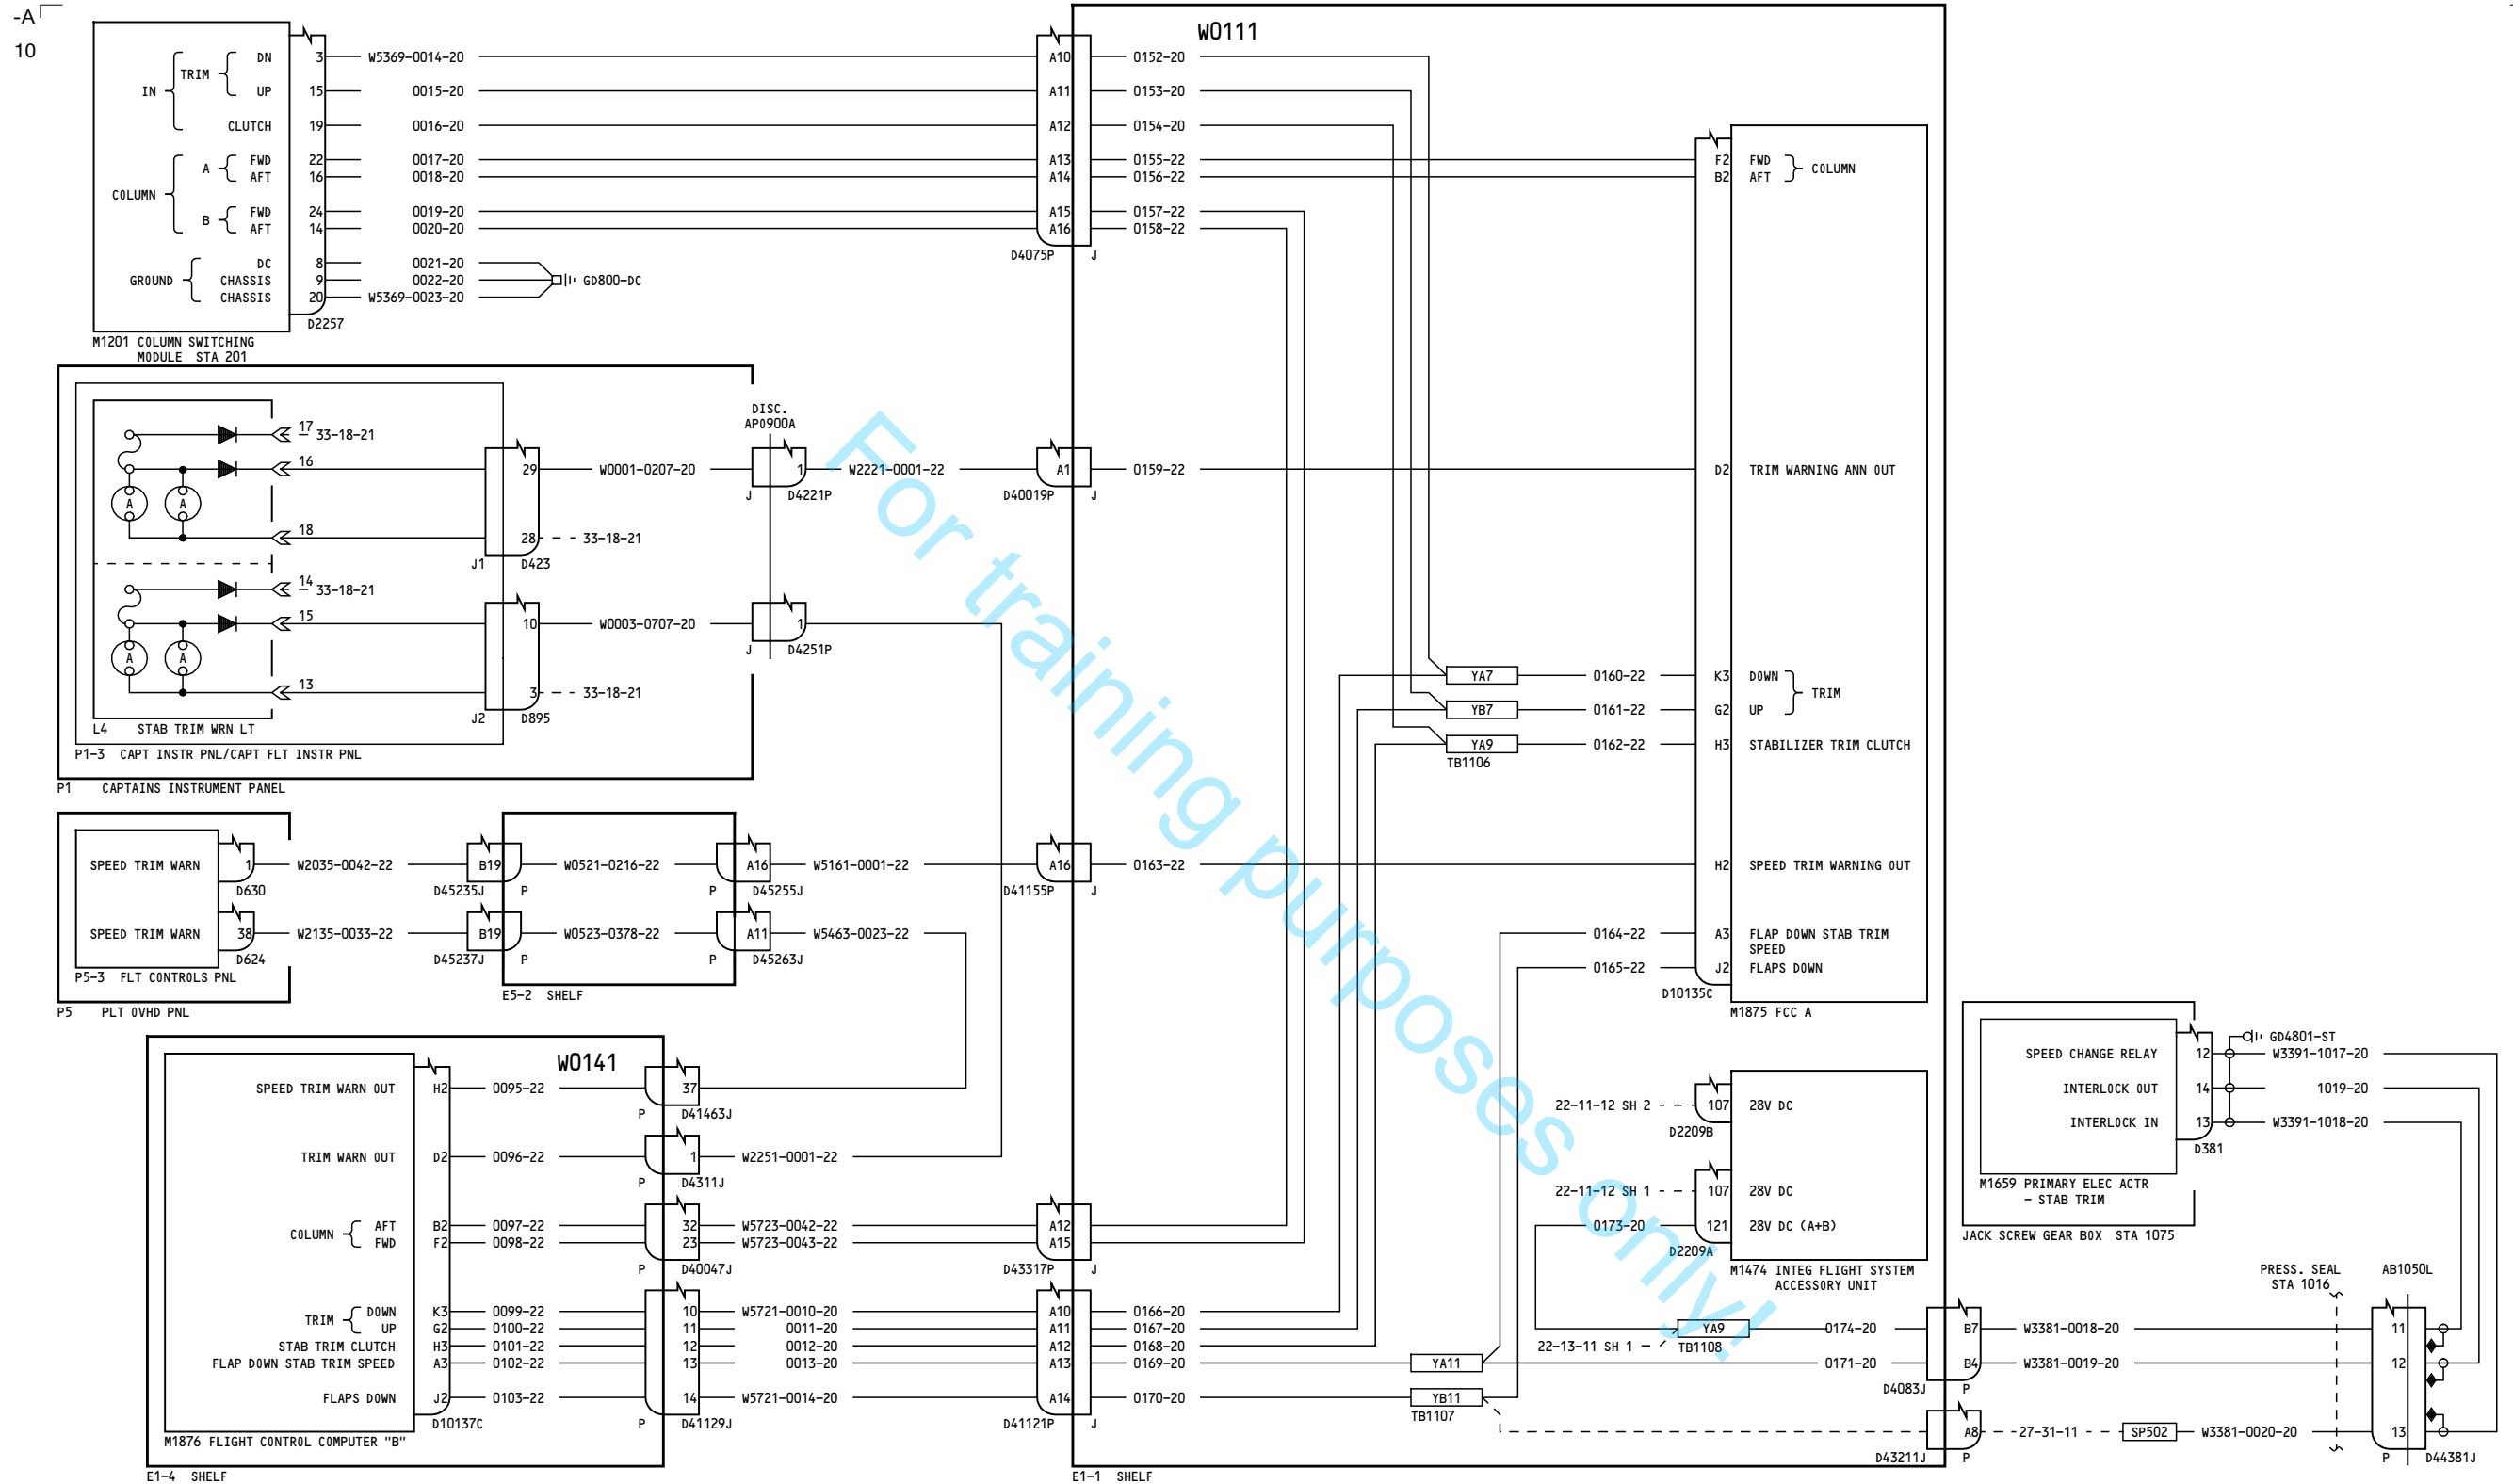 -A
10
W0111
IN
TRIM
DN
3
W5369-0014-20
A10
0152-20
UP
15
0015-20
A11
0153-20
CLUTCH
19
0016-20
A12
0154-20
COLUMN
A
FWD
22
0017-20
A13
0155-22
F2
FWD
COLUMN
AFT
16
0018-20
A14
0156-22
B2
AFT
B
FWD
24
0019-20
A15
0157-22
AFT
14
0020-20
A16
0158-22
D4075P
J
GROUND
DC
8
0021-20
CHASSIS
9
0022-20
GD800-DC
CHASSIS
20
W5369-0023-20
D2257
M1201 COLUMN SWITCHING
MODULE STA 201
DISC.
AP0900A
17
33-18-21
16
29
W0001-0207-20
1
W2221-0001-22
A1
0159-22
D2
TRIM WARNING ANN OUT
J
D4221P
D40019P
J
A
A
18
28
33-18-21
J1
D423
14
33-18-21
15
10
W0003-0707-20
1
J
D4251P
A
A
13
3
33-18-21
J2
D895
L4
STAB TRIM WRN LT
P1-3 CAPT INSTR PNL/CAPT FLT INSTR PNL
P1
CAPTAINS INSTRUMENT PANEL
YA7
0160-22
K3
DOWN
TRIM
YB7
0161-22
G2
UP
YA9
0162-22
H3
STABILIZER TRIM CLUTCH
TB1106
SPEED TRIM WARN
1
W2035-0042-22
B19
W0521-0216-22
A16
W5161-0001-22
A16
0163-22
H2
SPEED TRIM WARNING OUT
D630
D45235J
P
P
D45255J
D41155P
J
SPEED TRIM WARN
38
W2135-0033-22
B19
W0523-0378-22
A11
W5463-0023-22
0164-22
A3
FLAP DOWN STAB TRIM
SPEED
D624
D45237J
P
P
D45263J
0165-22
J2
FLAPS DOWN
P5-3 FLT CONTROLS PNL
E5-2 SHELF
D10135C
P5
PLT OVHD PNL
M1875 FCC A
W0141
SPEED TRIM WARN OUT
H2
0095-22
37
P
D41463J
TRIM WARN OUT
D2
0096-22
1
W2251-0001-22
P
D4311J
COLUMN
AFT
B2
0097-22
32
W5723-0042-22
A12
FWD
F2
0098-22
23
W5723-0043-22
A15
P
D40047J
D43317P
J
TRIM
DOWN
K3
0099-22
10
W5721-0010-20
A10
0166-20
UP
G2
0100-22
11
0011-20
A11
0167-20
STAB TRIM CLUTCH
H3
0101-22
12
0012-20
A12
0168-20
FLAP DOWN STAB TRIM SPEED
A3
0102-22
13
0013-20
A13
0169-20
YA11
0171-20
FLAPS DOWN
J2
0103-22
14
W5721-0014-20
A14
0170-20
YB11
D10137C
P
D41129J
D41121P
J
TB1107
M1876 FLIGHT CONTROL COMPUTER "B"
E1-4 SHELF
E1-1 SHELF
22-11-12 SH 2
107
28V DC
D2209B
22-11-12 SH 1
107
28V DC
0173-20
121
28V DC (A+B)
D2209A
M1474 INTEG FLIGHT SYSTEM
ACCESSORY UNIT
YA9
0174-20
B7
W3381-0018-20
11
22-13-11 SH 1
TB1108
B4
W3381-0019-20
12
D4083J
P
A8
27-31-11
SP502
W3381-0020-20
13
D43211J
P
P
D44381J
GD4801-ST
SPEED CHANGE RELAY
12
W3391-1017-20
INTERLOCK OUT
14
1019-20
INTERLOCK IN
13
W3391-1018-20
D381
M1659 PRIMARY ELEC ACTR
- STAB TRIM
JACK SCREW GEAR BOX STA 1075
PRESS. SEAL
STA 1016
AB1050L
For training purposes only!